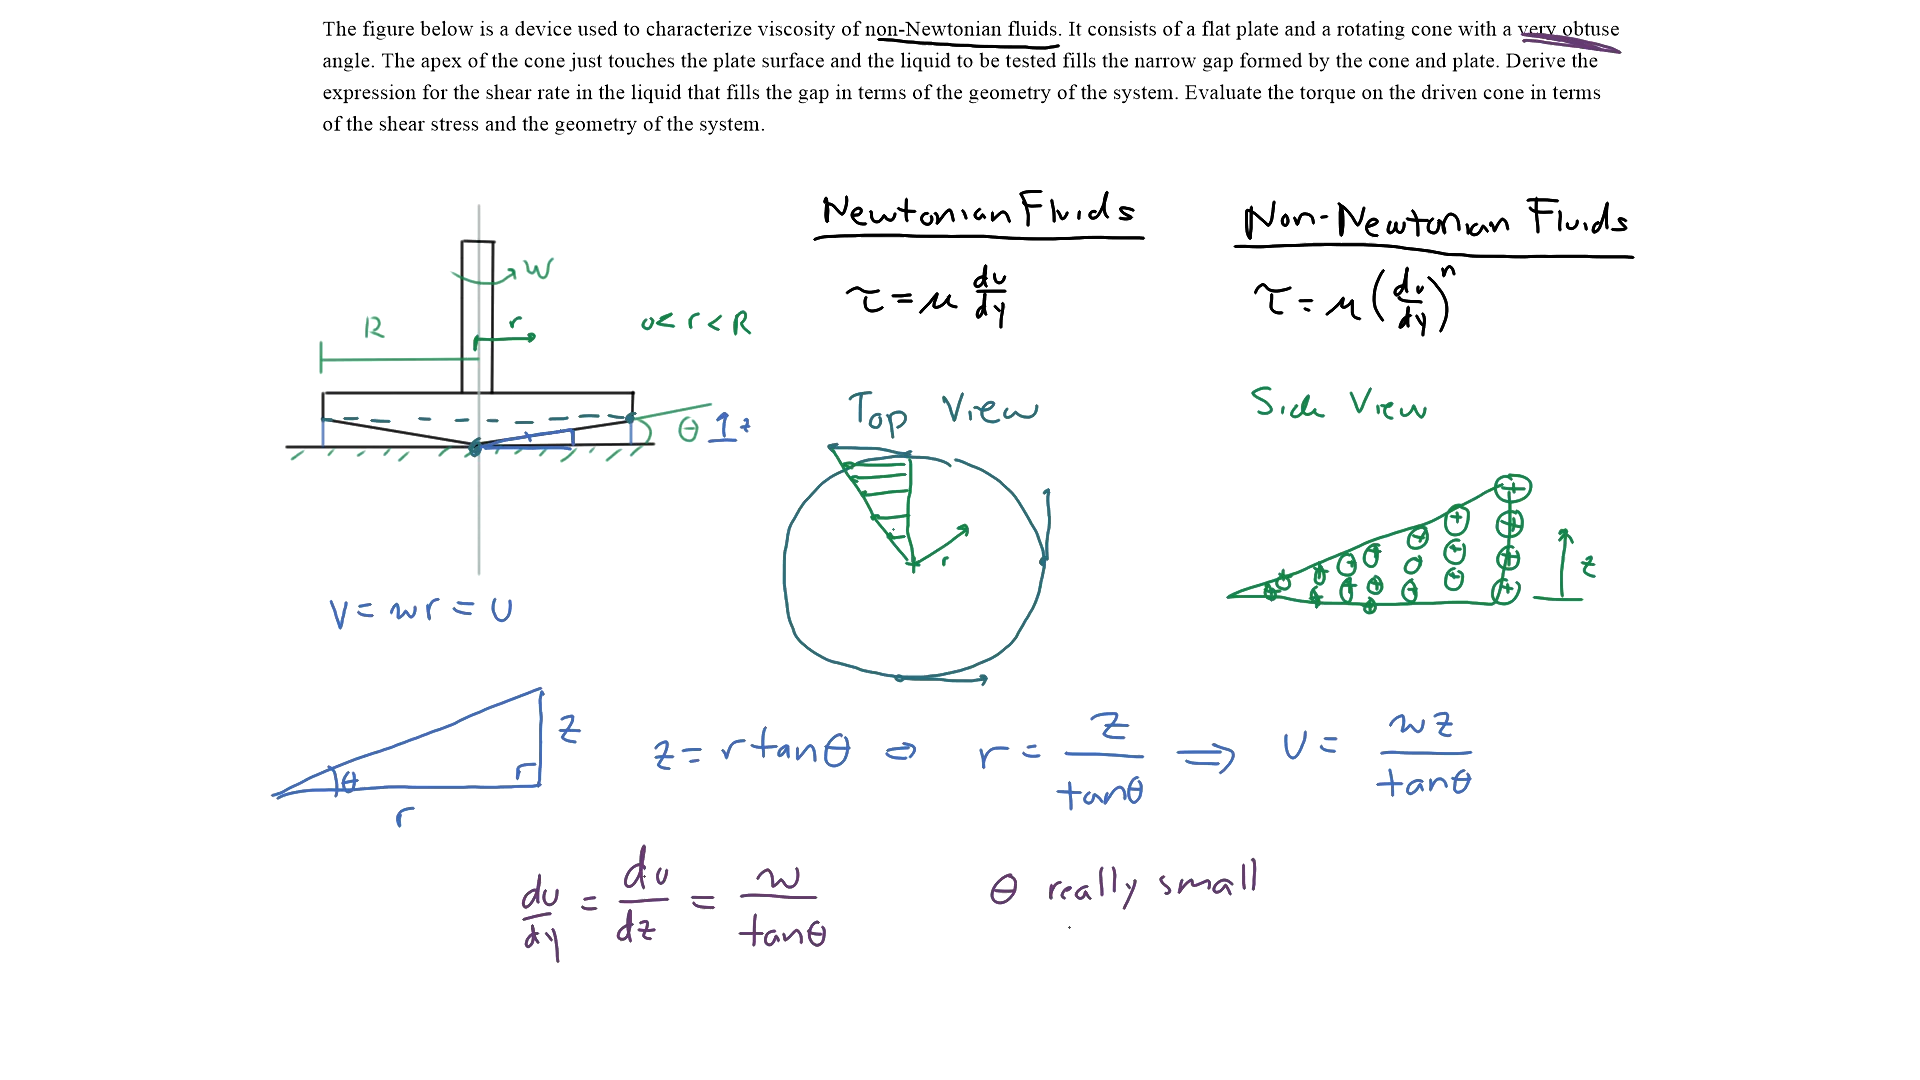 The figure below is a device used to characterize viscosity of non-Newtonian fluids. It consists of a flat plate and a rotating cone with a very obtuse
angle. The apex of the cone just touches the plate surface and the liquid to be tested fills the narrow gap formed by the cone and plate. Derive the
expression for the shear rate in the liquid that fills the gap in terms of the geometry of the system. Evaluate the torque on the driven cone in terms
of the shear stress and the geometry of the system.
Newtonian Fluids
Non-Newtonian Fluids
τ = μ du/dy
τ = μ (du/dy)^n
w
R
r
0 < r < R
θ
z
Top View
Side View
r
z
V = wr = U
θ
r
z
z = r tanθ ⇒ r = z/tanθ ⟹ U = wz/tanθ
du/dy = du/dz = w/tanθ
θ really small